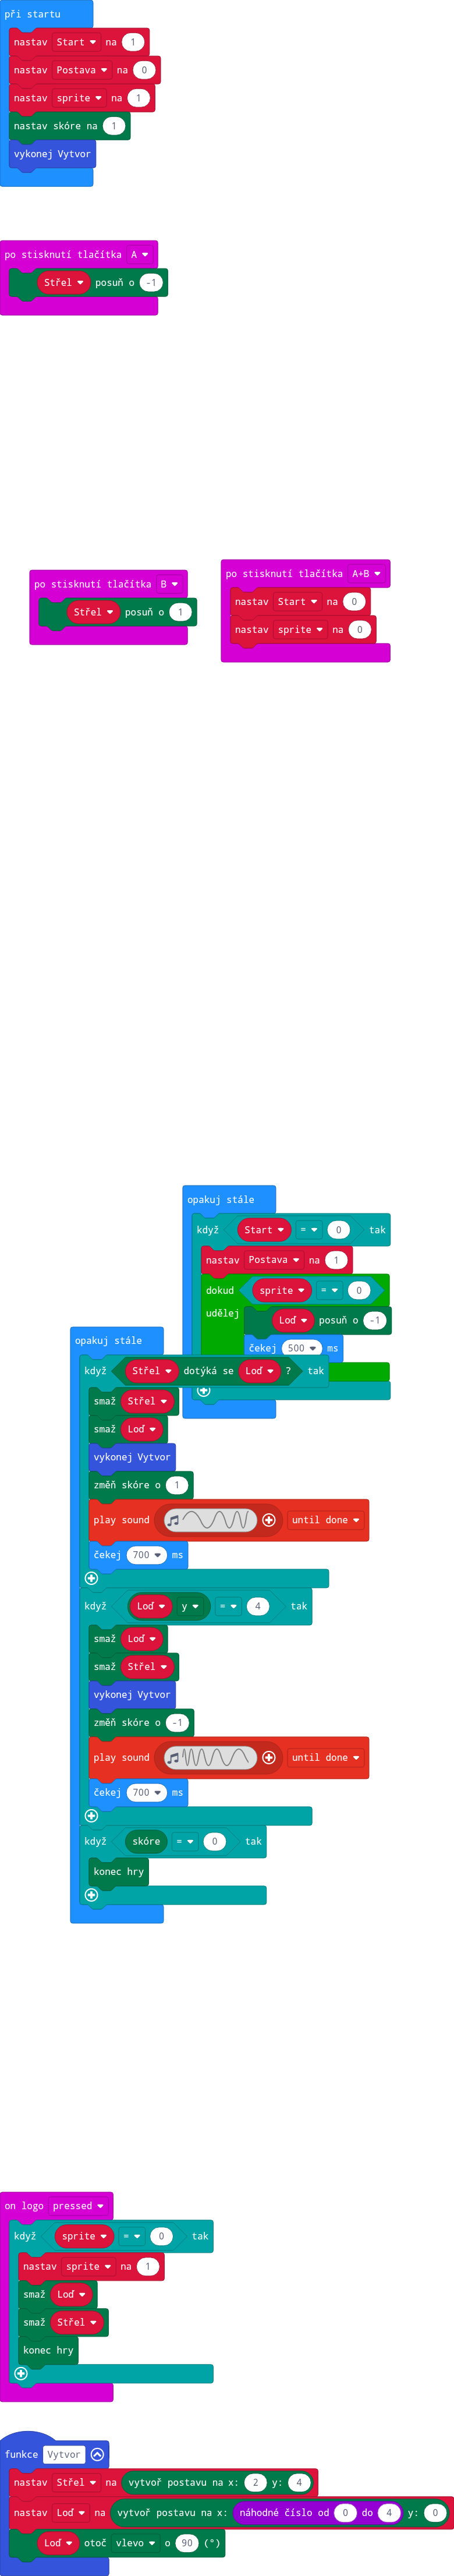 při startu
nastav Start na 1
nastav Postava na 0
nastav sprite na 1
nastav skóre na 1
vykonej Vytvor
po stisknutí tlačítka A
Střel posuň o -1
po stisknutí tlačítka B
Střel posuň o 1
po stisknutí tlačítka A+B
nastav Start na 0
nastav sprite na 0
opakuj stále
když Start = 0 tak
nastav Postava na 1
dokud sprite = 0
udělej
Loď posuň o -1
čekej 500 ms
opakuj stále
když Střel dotýká se Loď ? tak
smaž Střel
smaž Loď
vykonej Vytvor
změň skóre o 1
play sound until done
čekej 700 ms
když Loď y = 4 tak
smaž Loď
smaž Střel
vykonej Vytvor
změň skóre o -1
play sound until done
čekej 700 ms
když skóre = 0 tak
konec hry
on logo pressed
když sprite = 0 tak
nastav sprite na 1
smaž Loď
smaž Střel
konec hry
funkce Vytvor
nastav Střel na vytvoř postavu na x: 2 y: 4
nastav Loď na vytvoř postavu na x: náhodné číslo od 0 do 4 y: 0
Loď otoč vlevo o 90 (°)